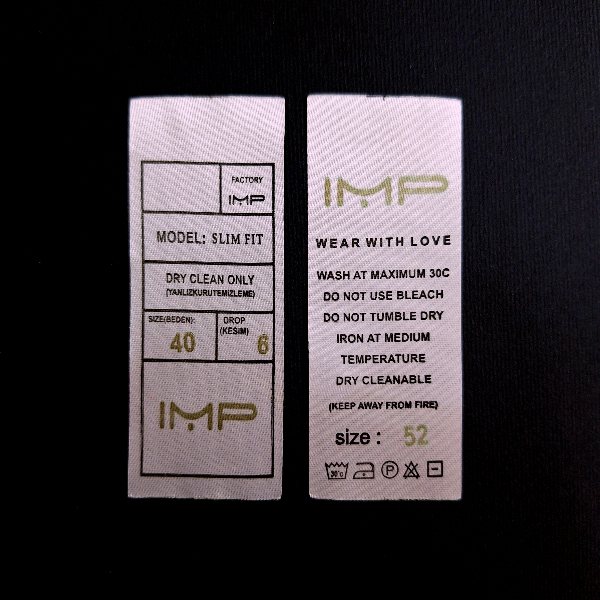 FACTORY
IMP
MODEL: SLIM FIT
DRY CLEAN ONLY
(YANLIZKURUTEMIZLEME)
SIZE(BEDEN):
40
DROP
(KESIM)
6
IMP
IMP
WEAR WITH LOVE
WASH AT MAXIMUM 30C
DO NOT USE BLEACH
DO NOT TUMBLE DRY
IRON AT MEDIUM
TEMPERATURE
DRY CLEANABLE
(KEEP AWAY FROM FIRE)
size : 52
30°c P